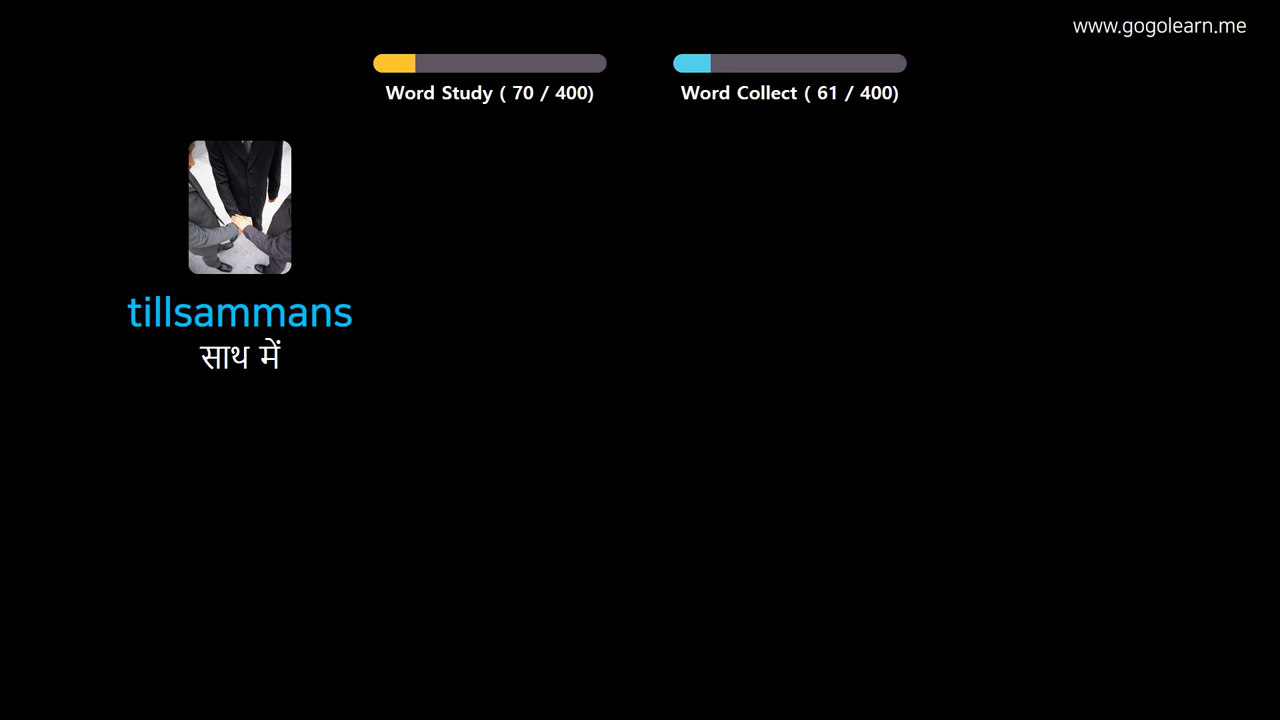 www.gogolearn.me
Word Study ( 70 / 400)
Word Collect ( 61 / 400)
tillsammans
साथ में